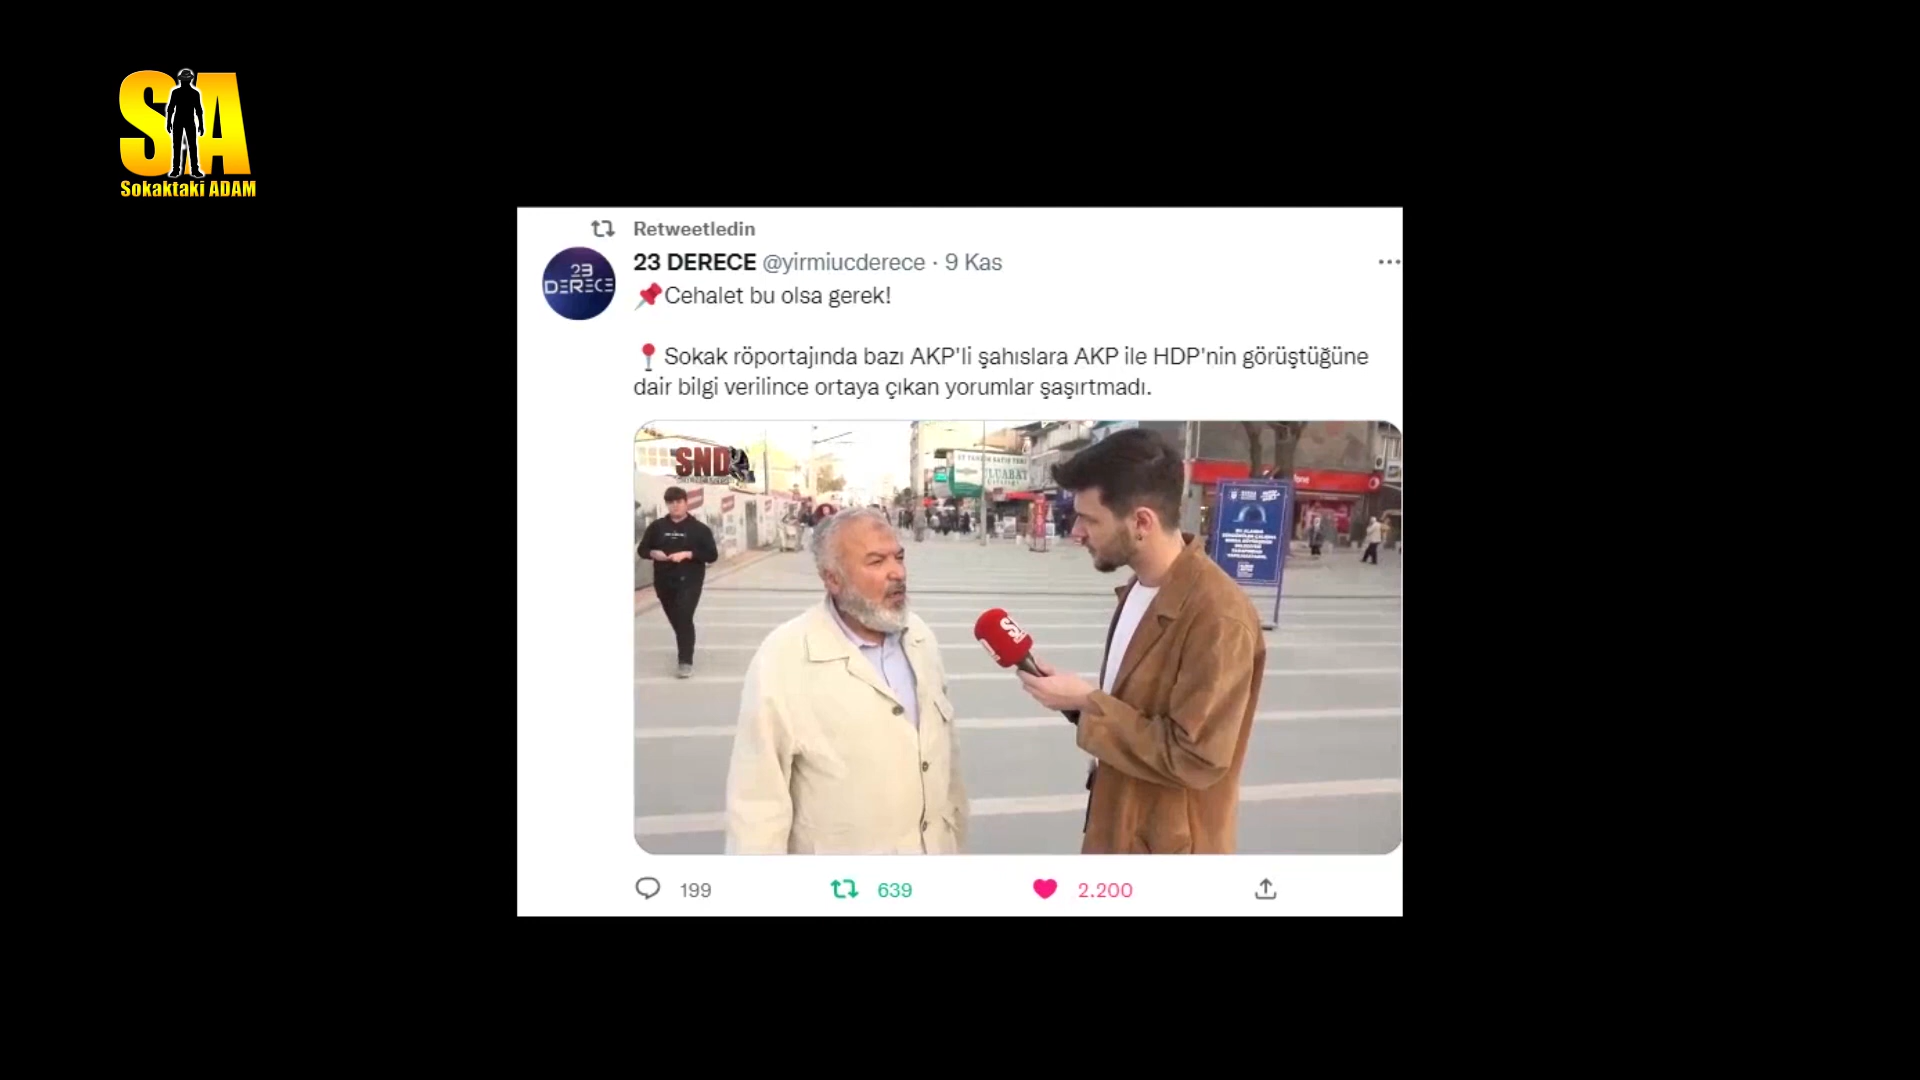 SA
Sokaktaki ADAM
Retweetledin
23 DERECE @yirmiucderece · 9 Kas
23
DERECE
📌Cehalet bu olsa gerek!
📍Sokak röportajında bazı AKP'li şahıslara AKP ile HDP'nin görüştüğüne
dair bilgi verilince ortaya çıkan yorumlar şaşırtmadı.
SND
199
639
2.200